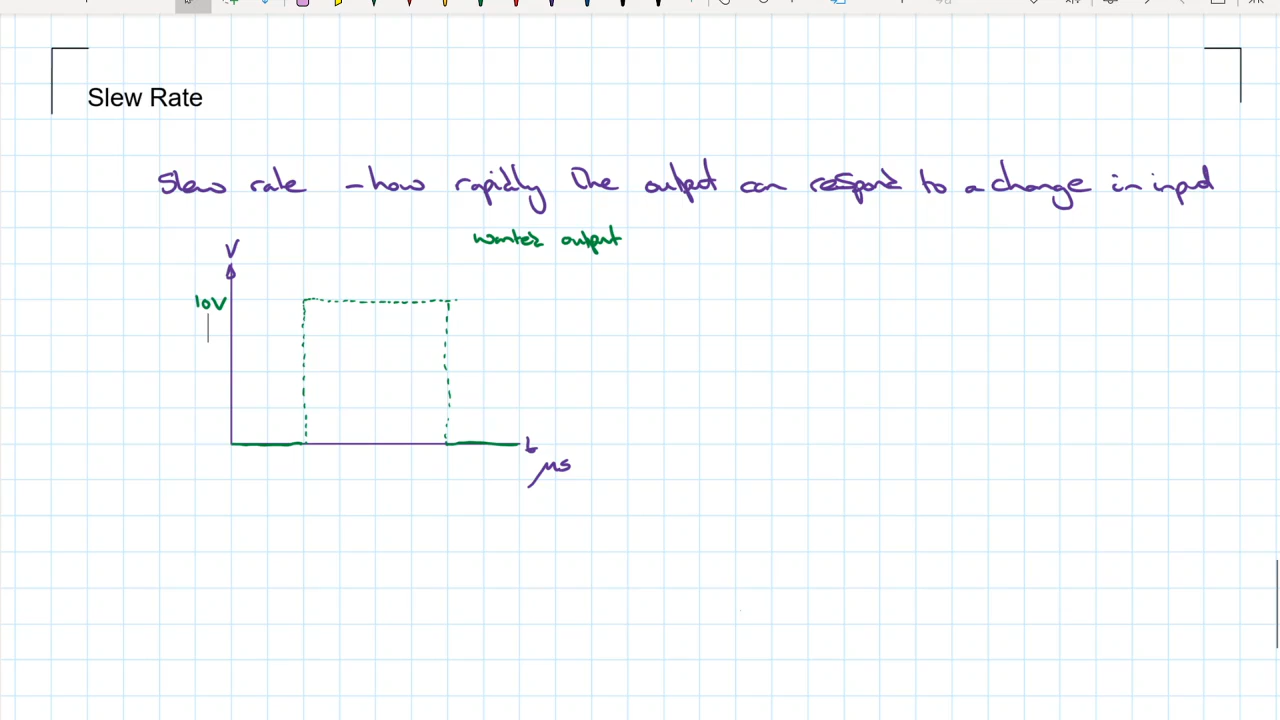 Slew Rate
Slew rate - how rapidly the output can respond to a change in input
wanted output
V
10V
t
μs